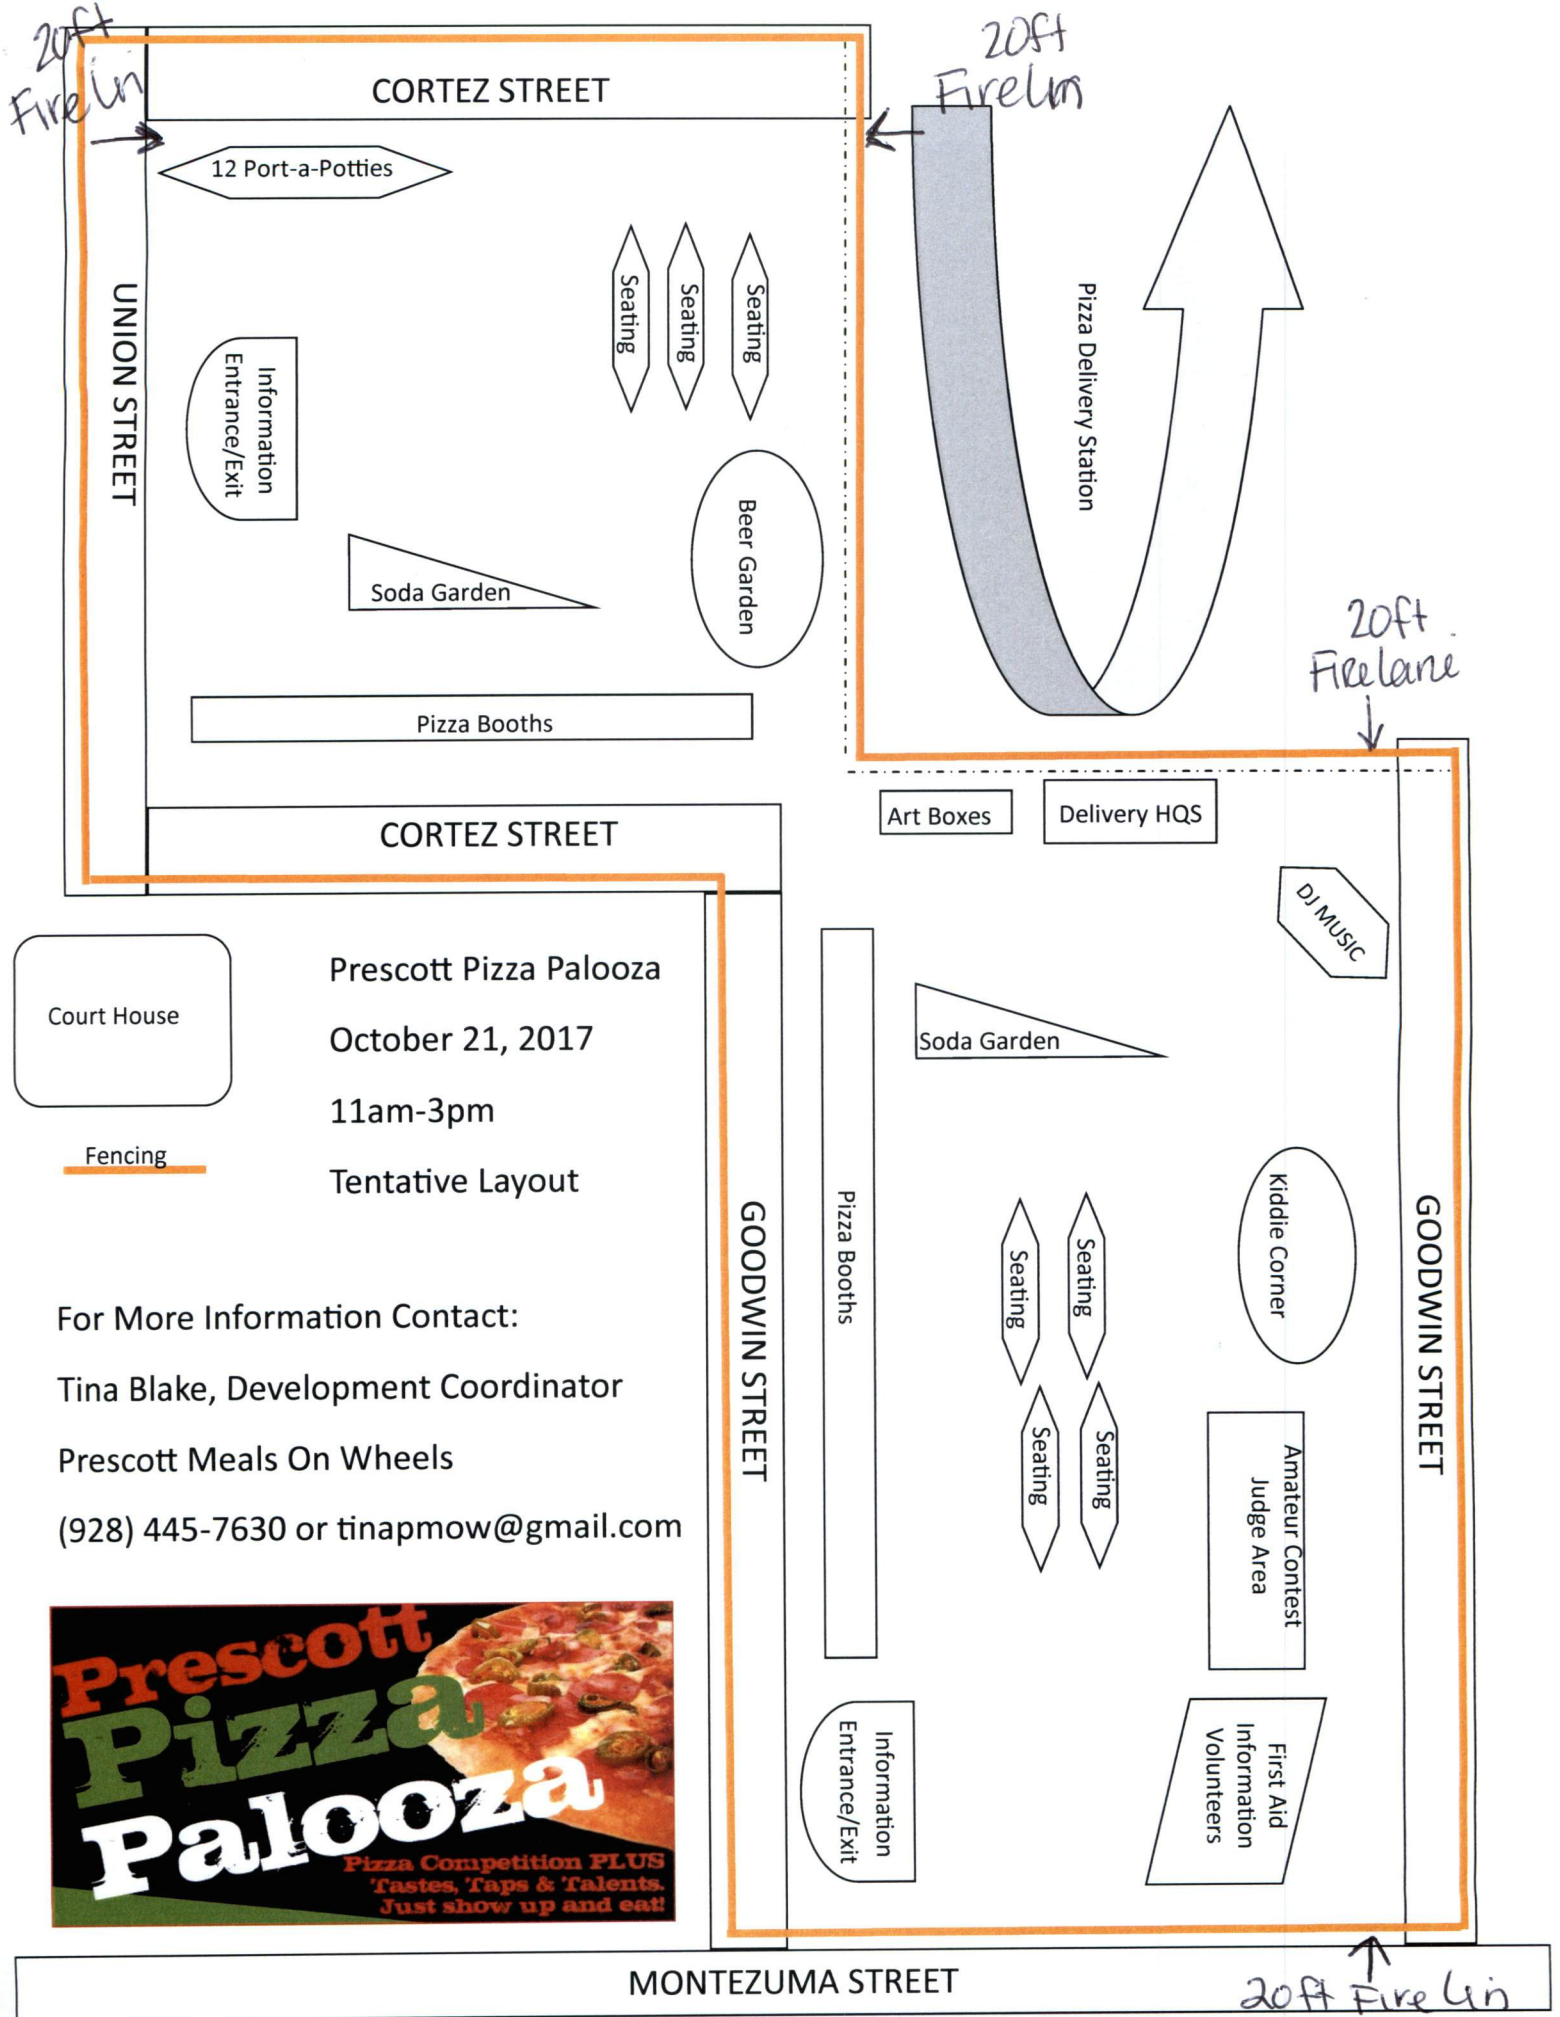 20ft
Fire Ln
20ft
Fire Ln
CORTEZ STREET
12 Port-a-Potties
UNION STREET
Seating
Seating
Seating
Pizza Delivery Station
Information
Entrance/Exit
Beer Garden
Soda Garden
20ft
Fire lane
Pizza Booths
Art Boxes
Delivery HQS
CORTEZ STREET
DJ MUSIC
Court House
Fencing
Prescott Pizza Palooza
October 21, 2017
11am-3pm
Tentative Layout
Soda Garden
GOODWIN STREET
Pizza Booths
Seating
Seating
Seating
Seating
Kiddie Corner
GOODWIN STREET
Amateur Contest
Judge Area
For More Information Contact:
Tina Blake, Development Coordinator
Prescott Meals On Wheels
(928) 445-7630 or tinapmow@gmail.com
Prescott
Pizza
Palooza
Pizza Competition PLUS
Tastes, Taps & Talents.
Just show up and eat!
Information
Entrance/Exit
First Aid
Information
Volunteers
MONTEZUMA STREET
20ft Fire Ln